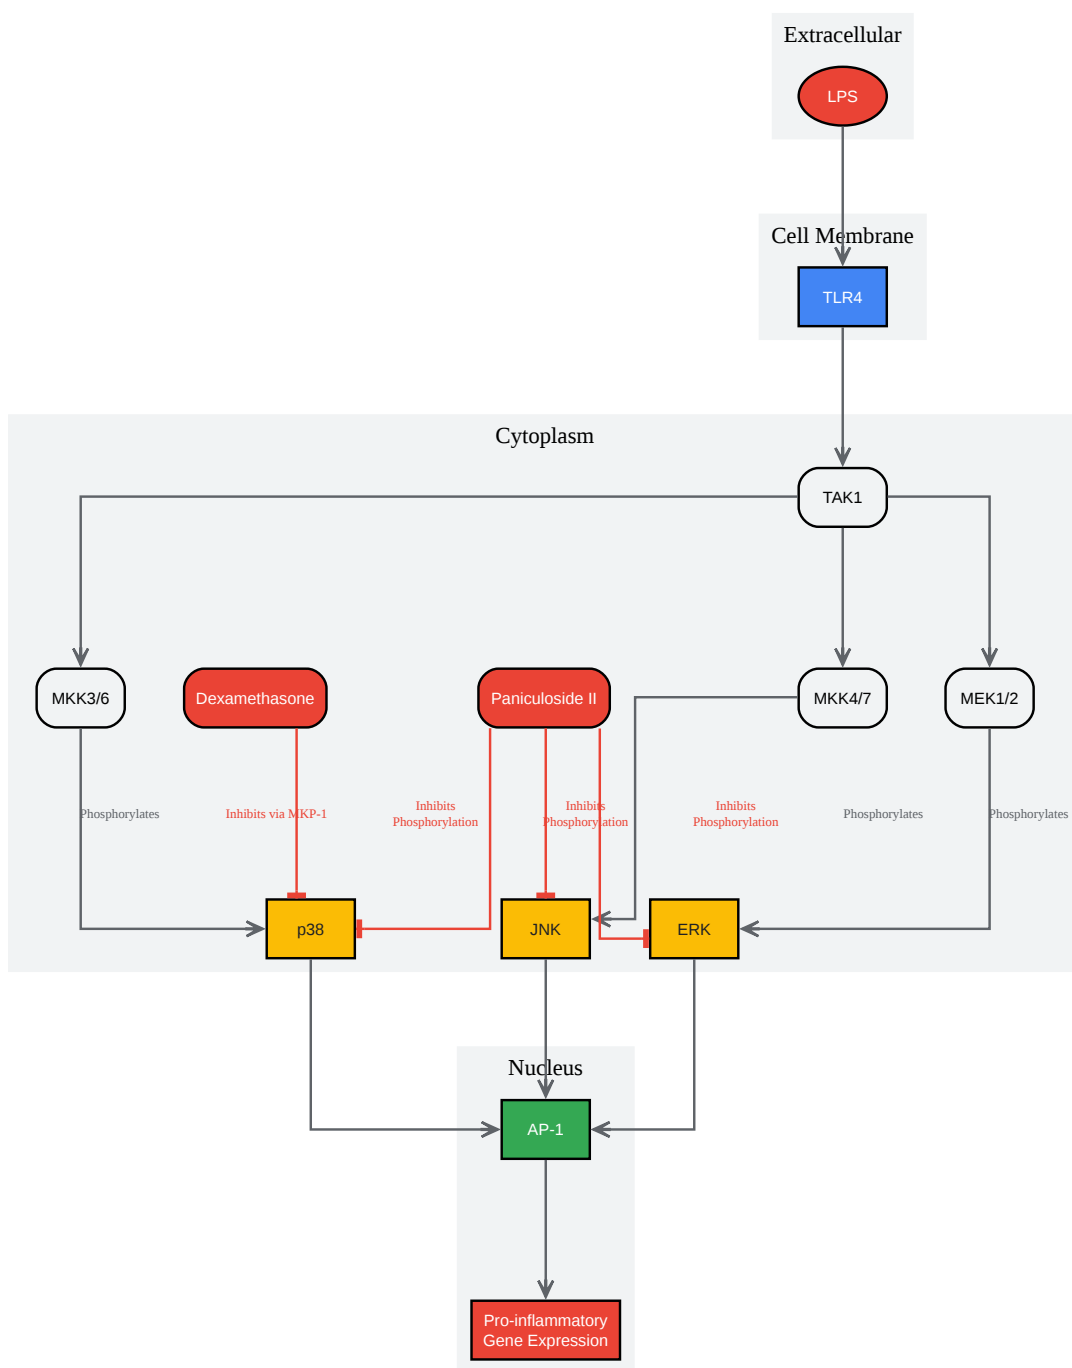 Extracellular
LPS
Cell Membrane
TLR4
Cytoplasm
TAK1
MKK3/6
Dexamethasone
Paniculoside II
MKK4/7
MEK1/2
Phosphorylates
Inhibits via MKP-1
Inhibits
Phosphorylation
Inhibits
Phosphorylation
Inhibits
Phosphorylation
Phosphorylates
Phosphorylates
p38
JNK
ERK
Nucleus
AP-1
Pro-inflammatory
Gene Expression